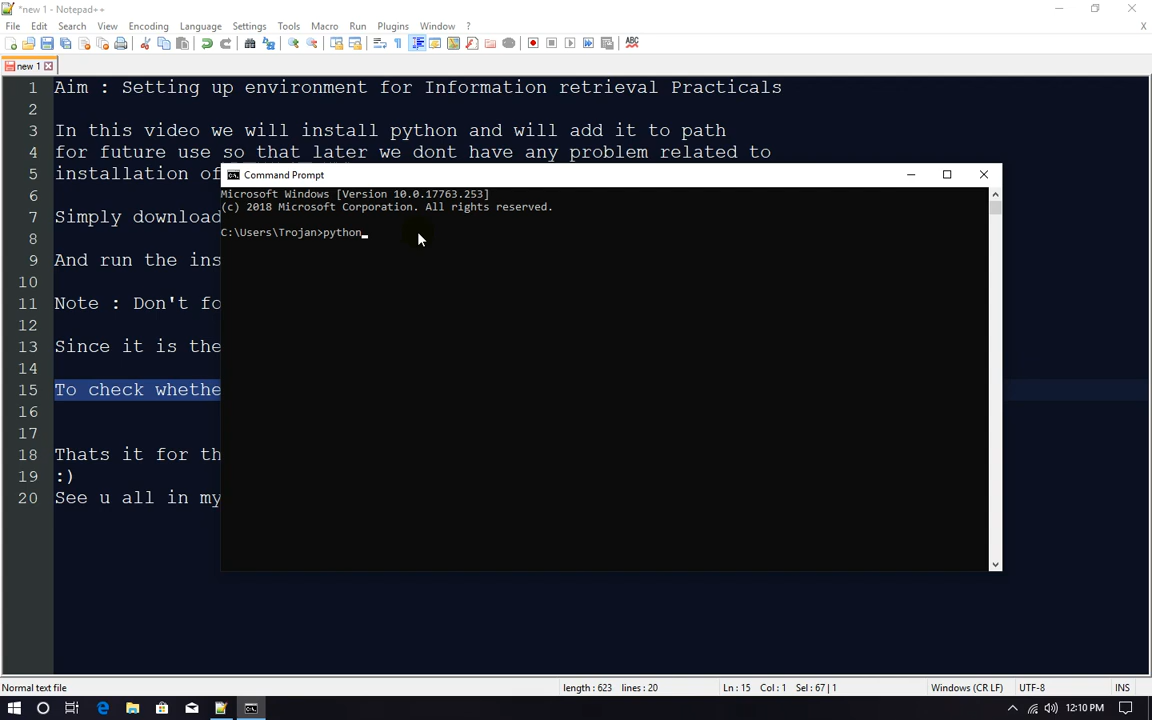 *new 1 - Notepad++
File Edit Search View Encoding Language Settings Tools Macro Run Plugins Window ?
X
ABC
new 1
1 Aim : Setting up environment for Information retrieval Practicals
2
3 In this video we will install python and will add it to path
4 for future use so that later we dont have any problem related to
5 installation of
6
7 Simply download
8
9 And run the ins
10
11 Note : Don't fo
12
13 Since it is the
14
15 To check whethe
16
17
18 Thats it for th
19 :)
20 See u all in my
Command Prompt
Microsoft Windows [Version 10.0.17763.253]
(c) 2018 Microsoft Corporation. All rights reserved.
C:\Users\Trojan>python_
Normal text file length : 623 lines : 20 Ln : 15 Col : 1 Sel : 67 | 1 Windows (CR LF) UTF-8 INS
12:10 PM